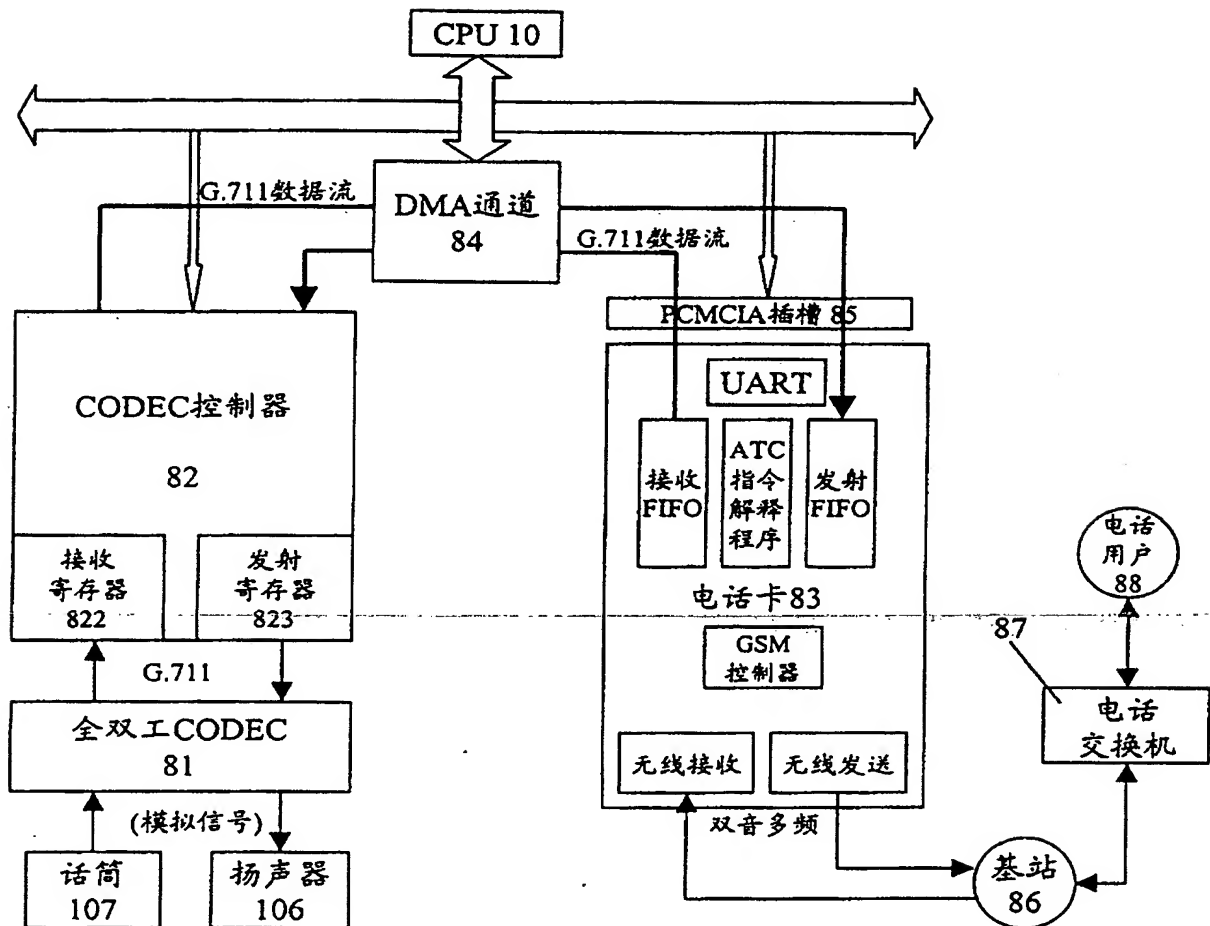 CPU 10
G.711数据流
DMA通道
84
G.711数据流
PCMCIA插槽 85
UART
CODEC控制器
82
接收
FIFO
ATC
指令
解释
程序
发射
FIFO
接收
寄存器
822
发射
寄存器
823
电话卡83
GSM
控制器
电话
用户
88
87
G.711
全双工CODEC
81
电话
交换机
无线接收
无线发送
(模拟信号)
双音多频
话筒
107
扬声器
106
基站
86